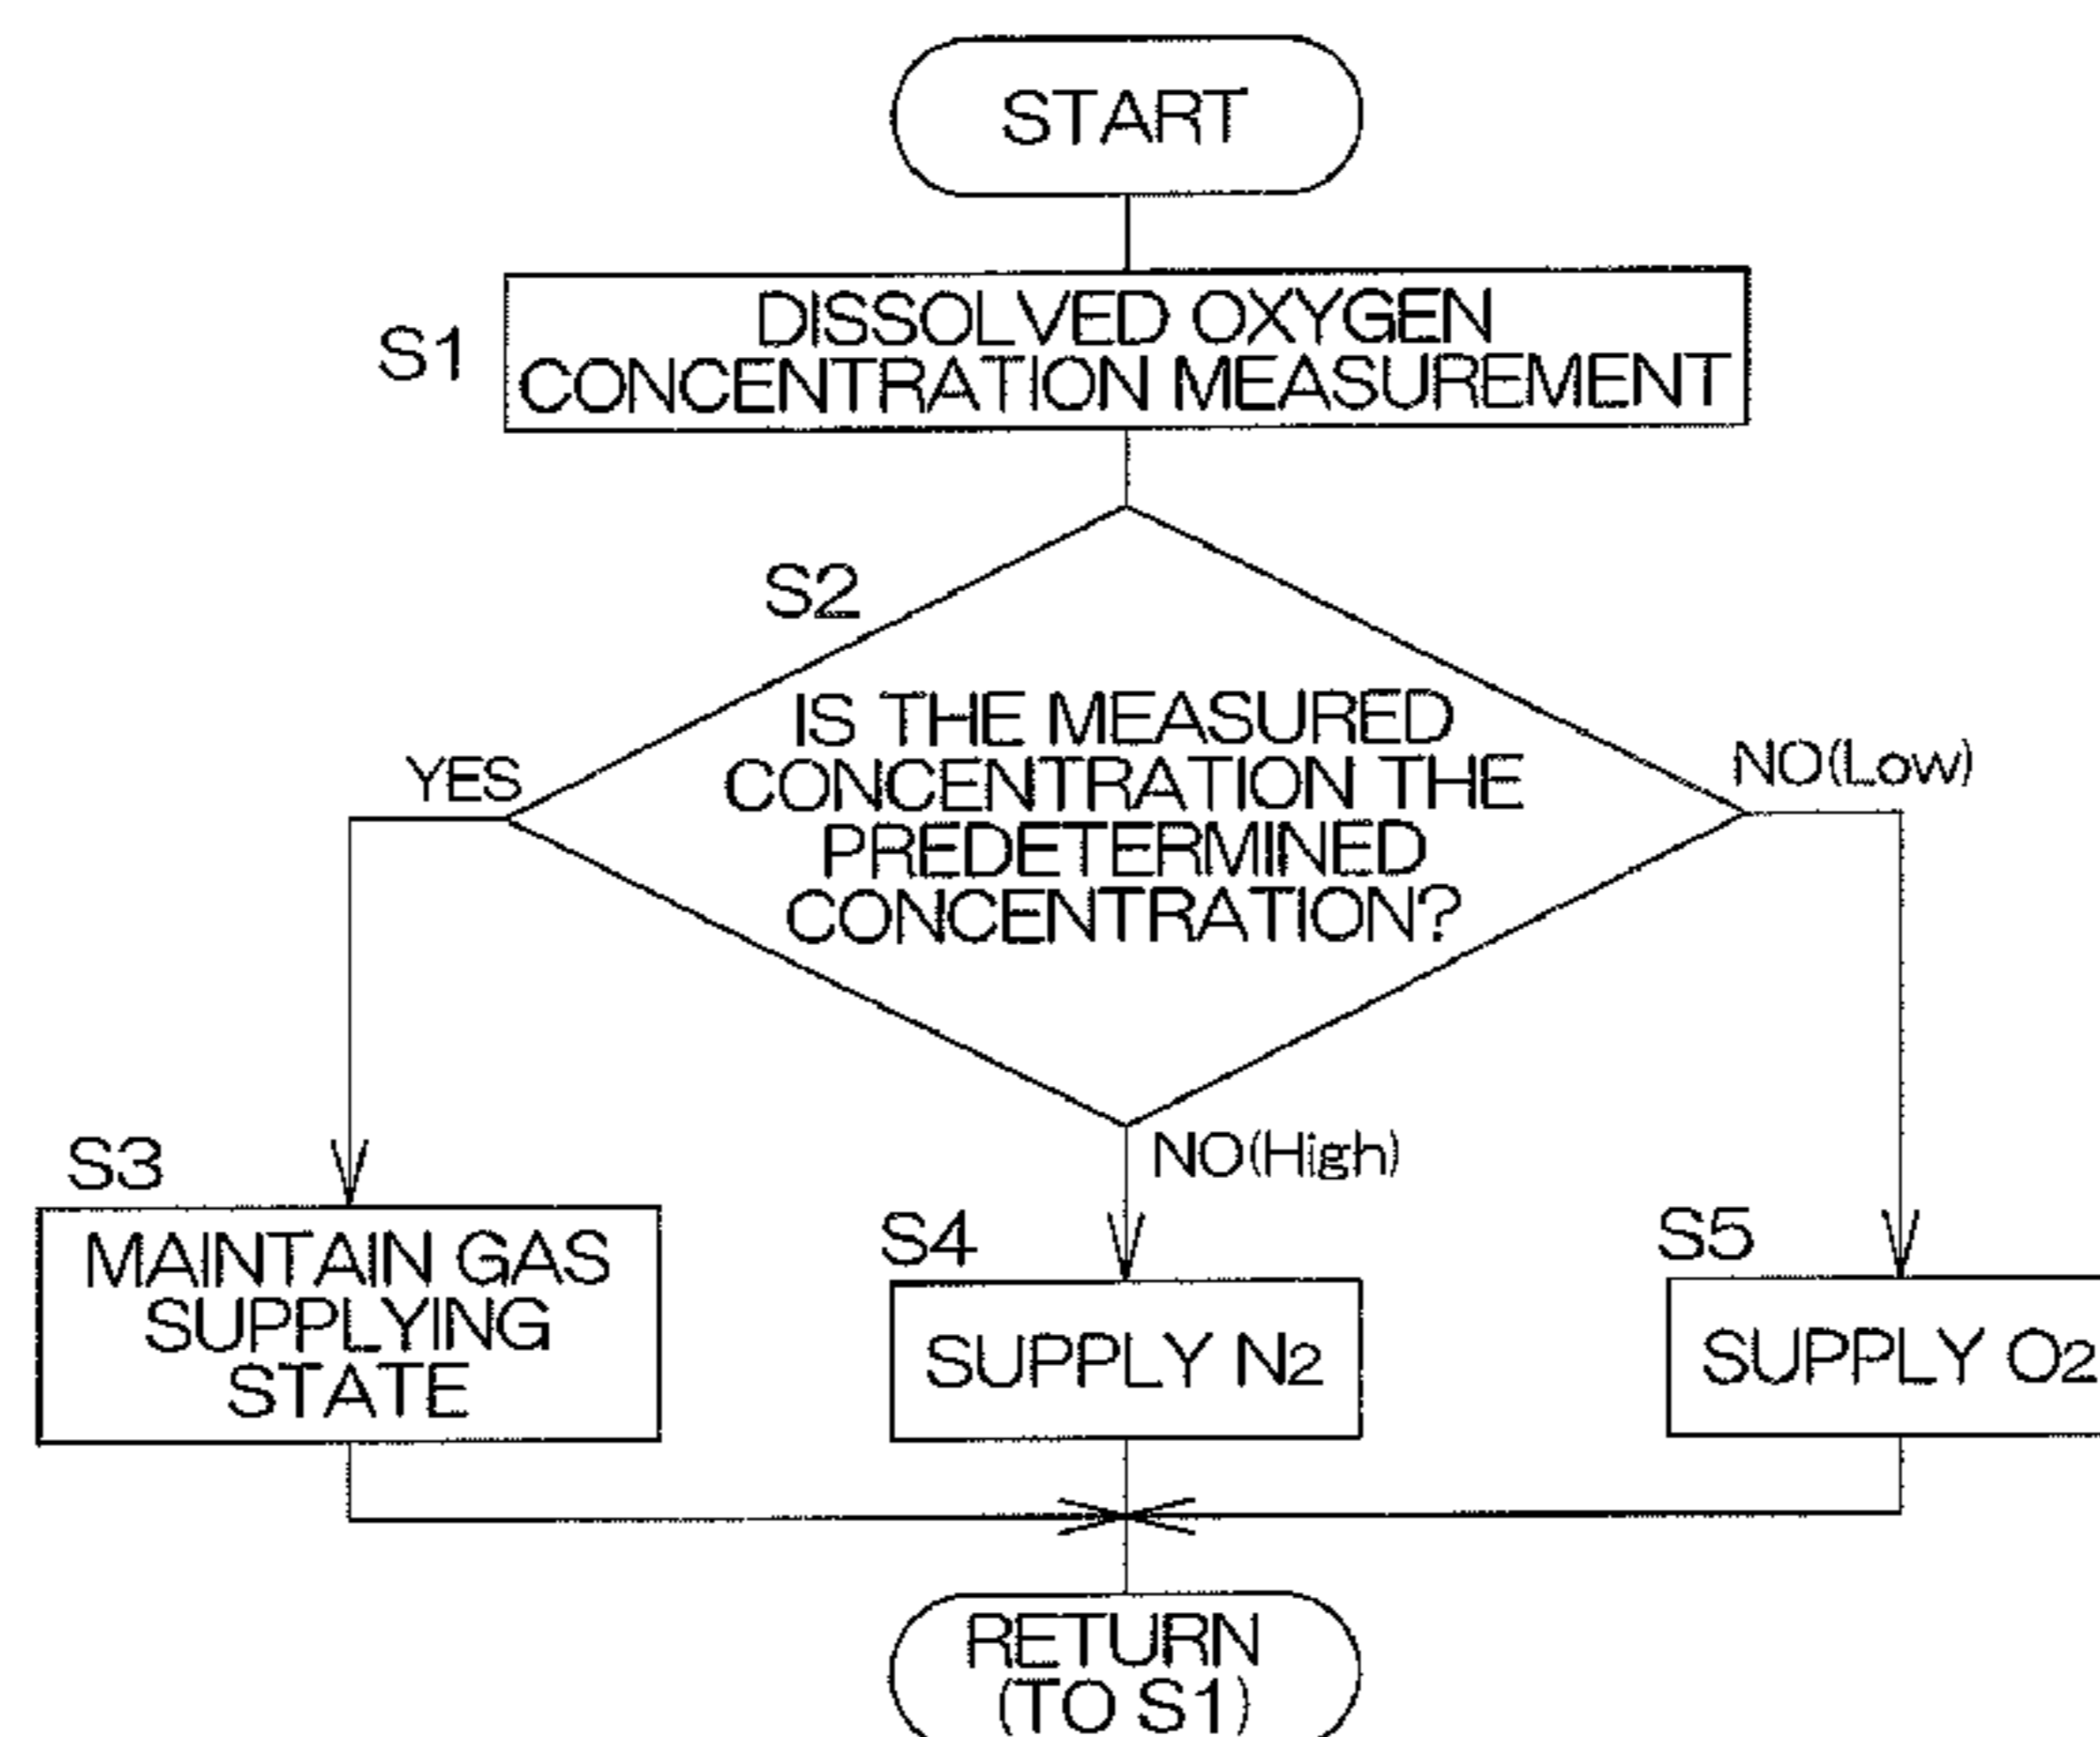 START
S1
DISSOLVED OXYGEN
CONCENTRATION MEASUREMENT
S2
IS THE MEASURED
CONCENTRATION THE
PREDETERMINED
CONCENTRATION?
YES
NO(Low)
NO(High)
S3
MAINTAIN GAS
SUPPLYING
STATE
S4
SUPPLY N2
S5
SUPPLY O2
RETURN
(TO S1)